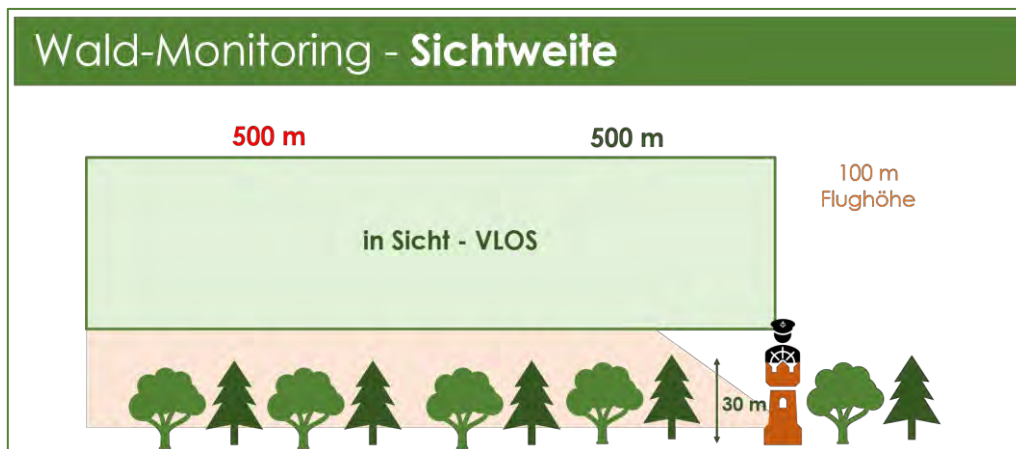 Wald-Monitoring - Sichtweite
500 m
500 m
100 m
Flughöhe
in Sicht - VLOS
30 m